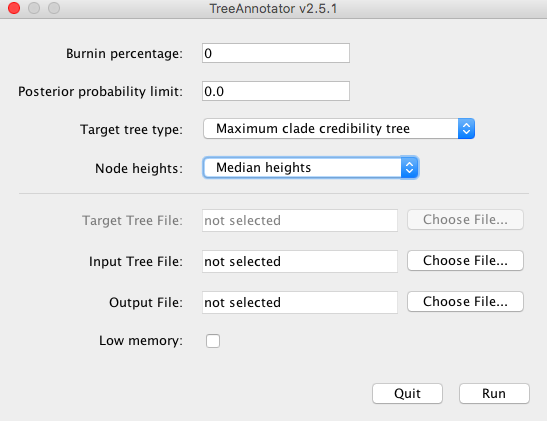 TreeAnnotator v2.5.1
Burnin percentage: 0
Posterior probability limit: 0.0
Target tree type: Maximum clade credibility tree
Node heights: Median heights
Target Tree File: not selected Choose File...
Input Tree File: not selected Choose File...
Output File: not selected Choose File...
Low memory:
Quit Run